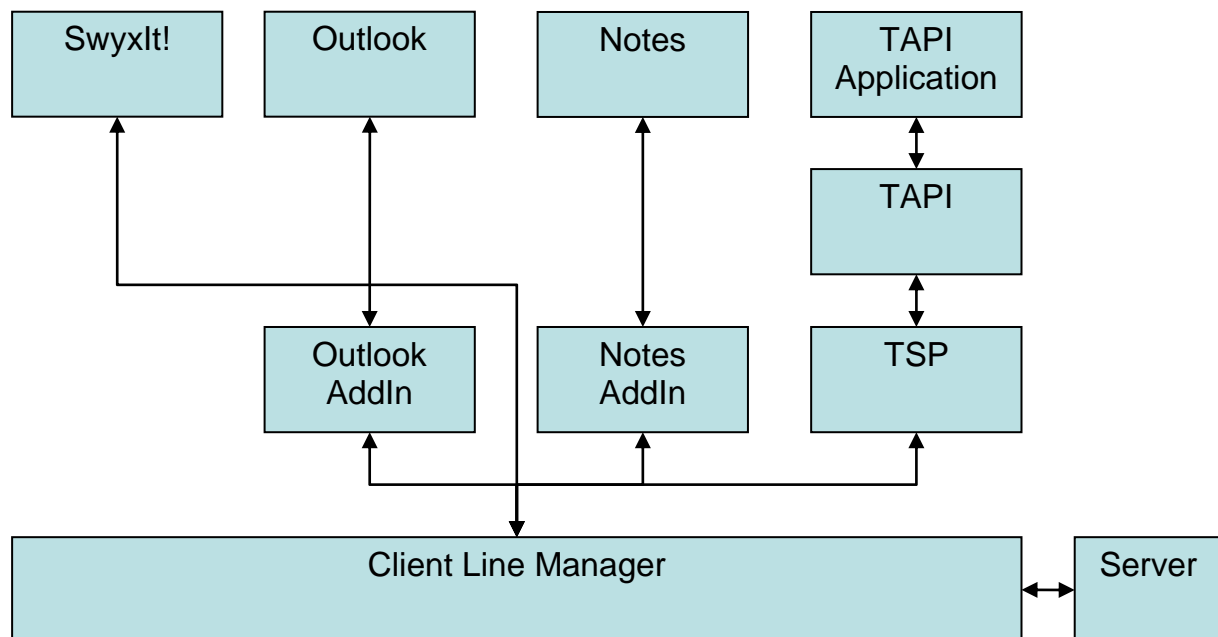 SwyxIt!
Outlook
Notes
TAPI
Application
TAPI
Outlook
AddIn
Notes
AddIn
TSP
Client Line Manager
Server